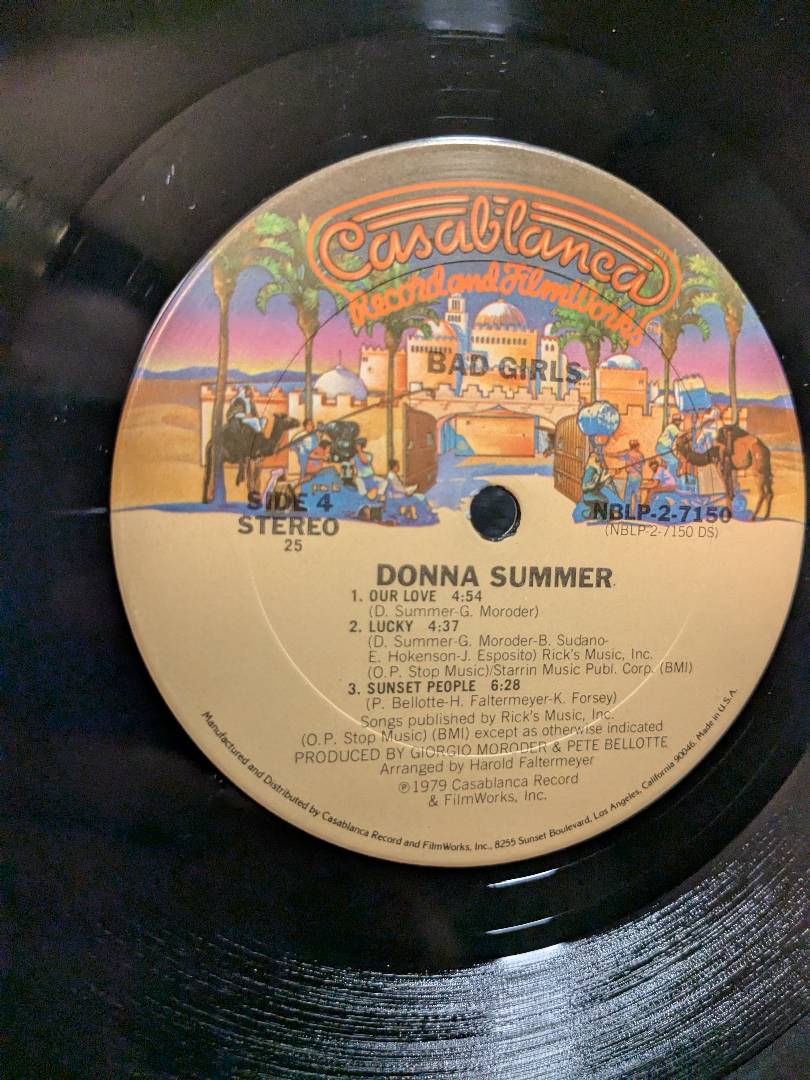 Casablanca
Record and FilmWorks
TM
BAD GIRLS
SIDE 4
STEREO
25
NBLP-2-7150
(NBLP-2-7150 DS)
DONNA SUMMER
1. OUR LOVE 4:54
(D. Summer-G. Moroder)
2. LUCKY 4:37
(D. Summer-G. Moroder-B. Sudano-
E. Hokenson-J. Esposito) Rick's Music, Inc.
(O.P. Stop Music)/Starrin Music Publ. Corp. (BMI)
3. SUNSET PEOPLE 6:28
(P. Bellotte-H. Faltermeyer-K. Forsey)
Songs published by Rick's Music, Inc.
(O.P. Stop Music) (BMI) except as otherwise indicated
PRODUCED BY GIORGIO MORODER & PETE BELLOTTE
Arranged by Harold Faltermeyer
℗1979 Casablanca Record
& FilmWorks, Inc.
Manufactured and Distributed by Casablanca Record and FilmWorks, Inc., 8255 Sunset Boulevard, Los Angeles, California 90046. Made in U.S.A.